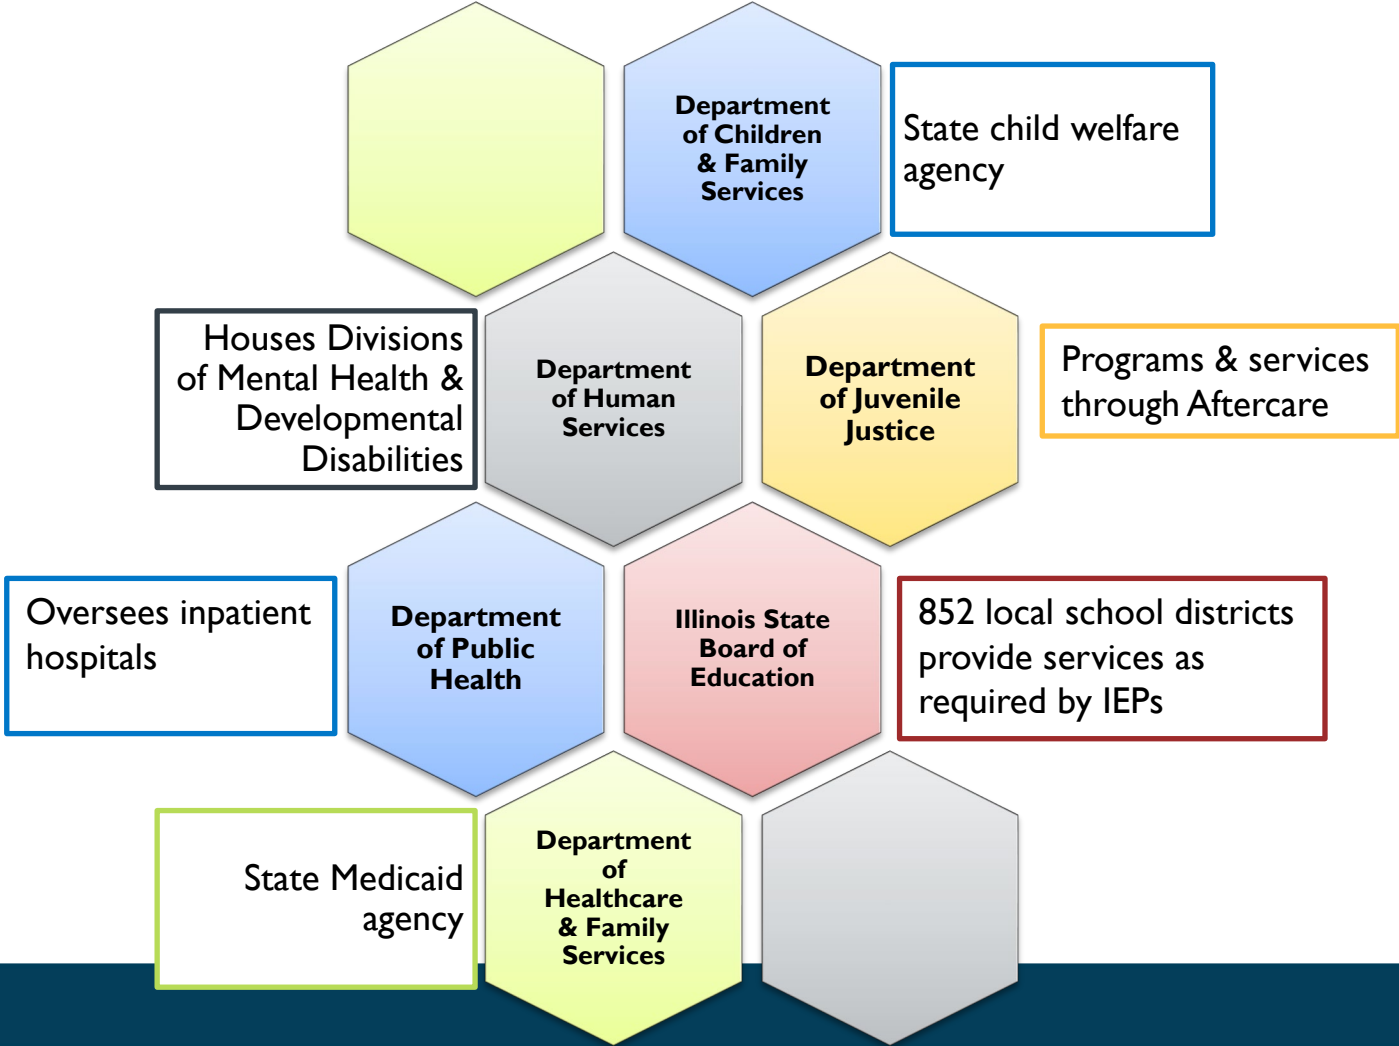 Department
of Children
& Family
Services
State child welfare
agency
Houses Divisions
of Mental Health &
Developmental
Disabilities
Department
of Human
Services
Department
of Juvenile
Justice
Programs & services
through Aftercare
Oversees inpatient
hospitals
Department
of Public
Health
Illinois State
Board of
Education
852 local school districts
provide services as
required by IEPs
State Medicaid
agency
Department
of
Healthcare
& Family
Services